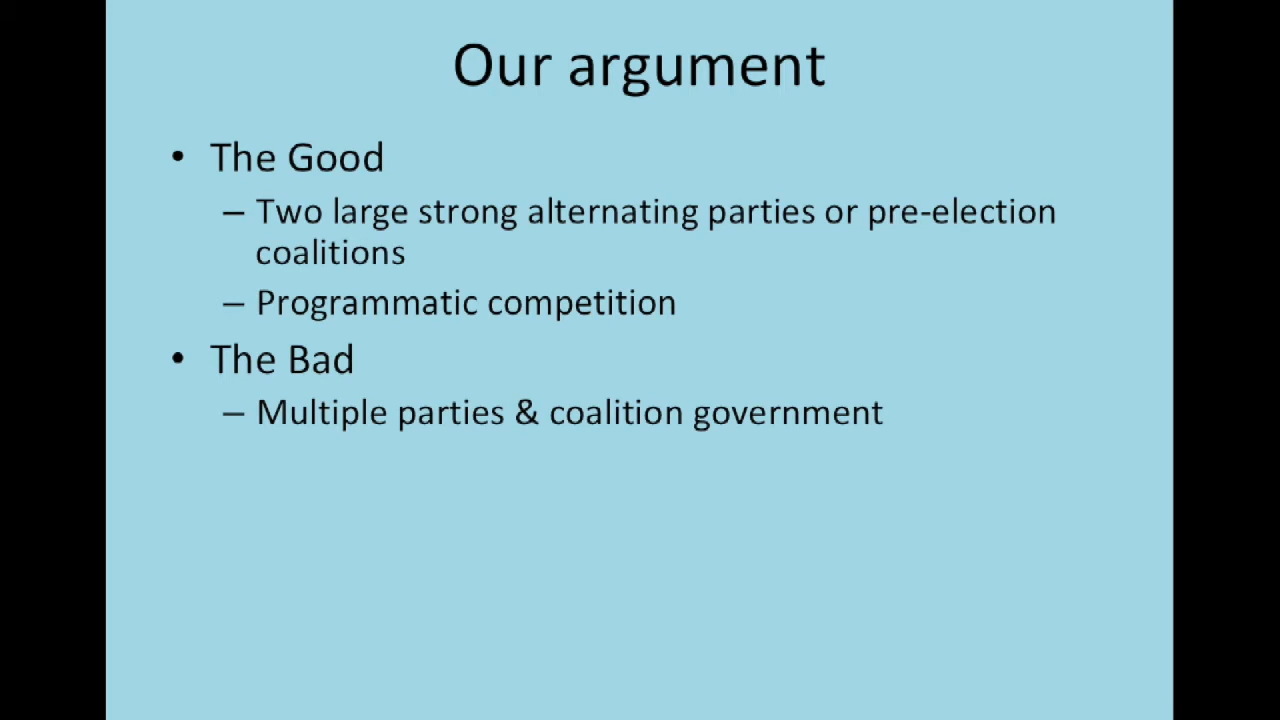 Our argument
• The Good
– Two large strong alternating parties or pre-election
coalitions
– Programmatic competition
• The Bad
– Multiple parties & coalition government